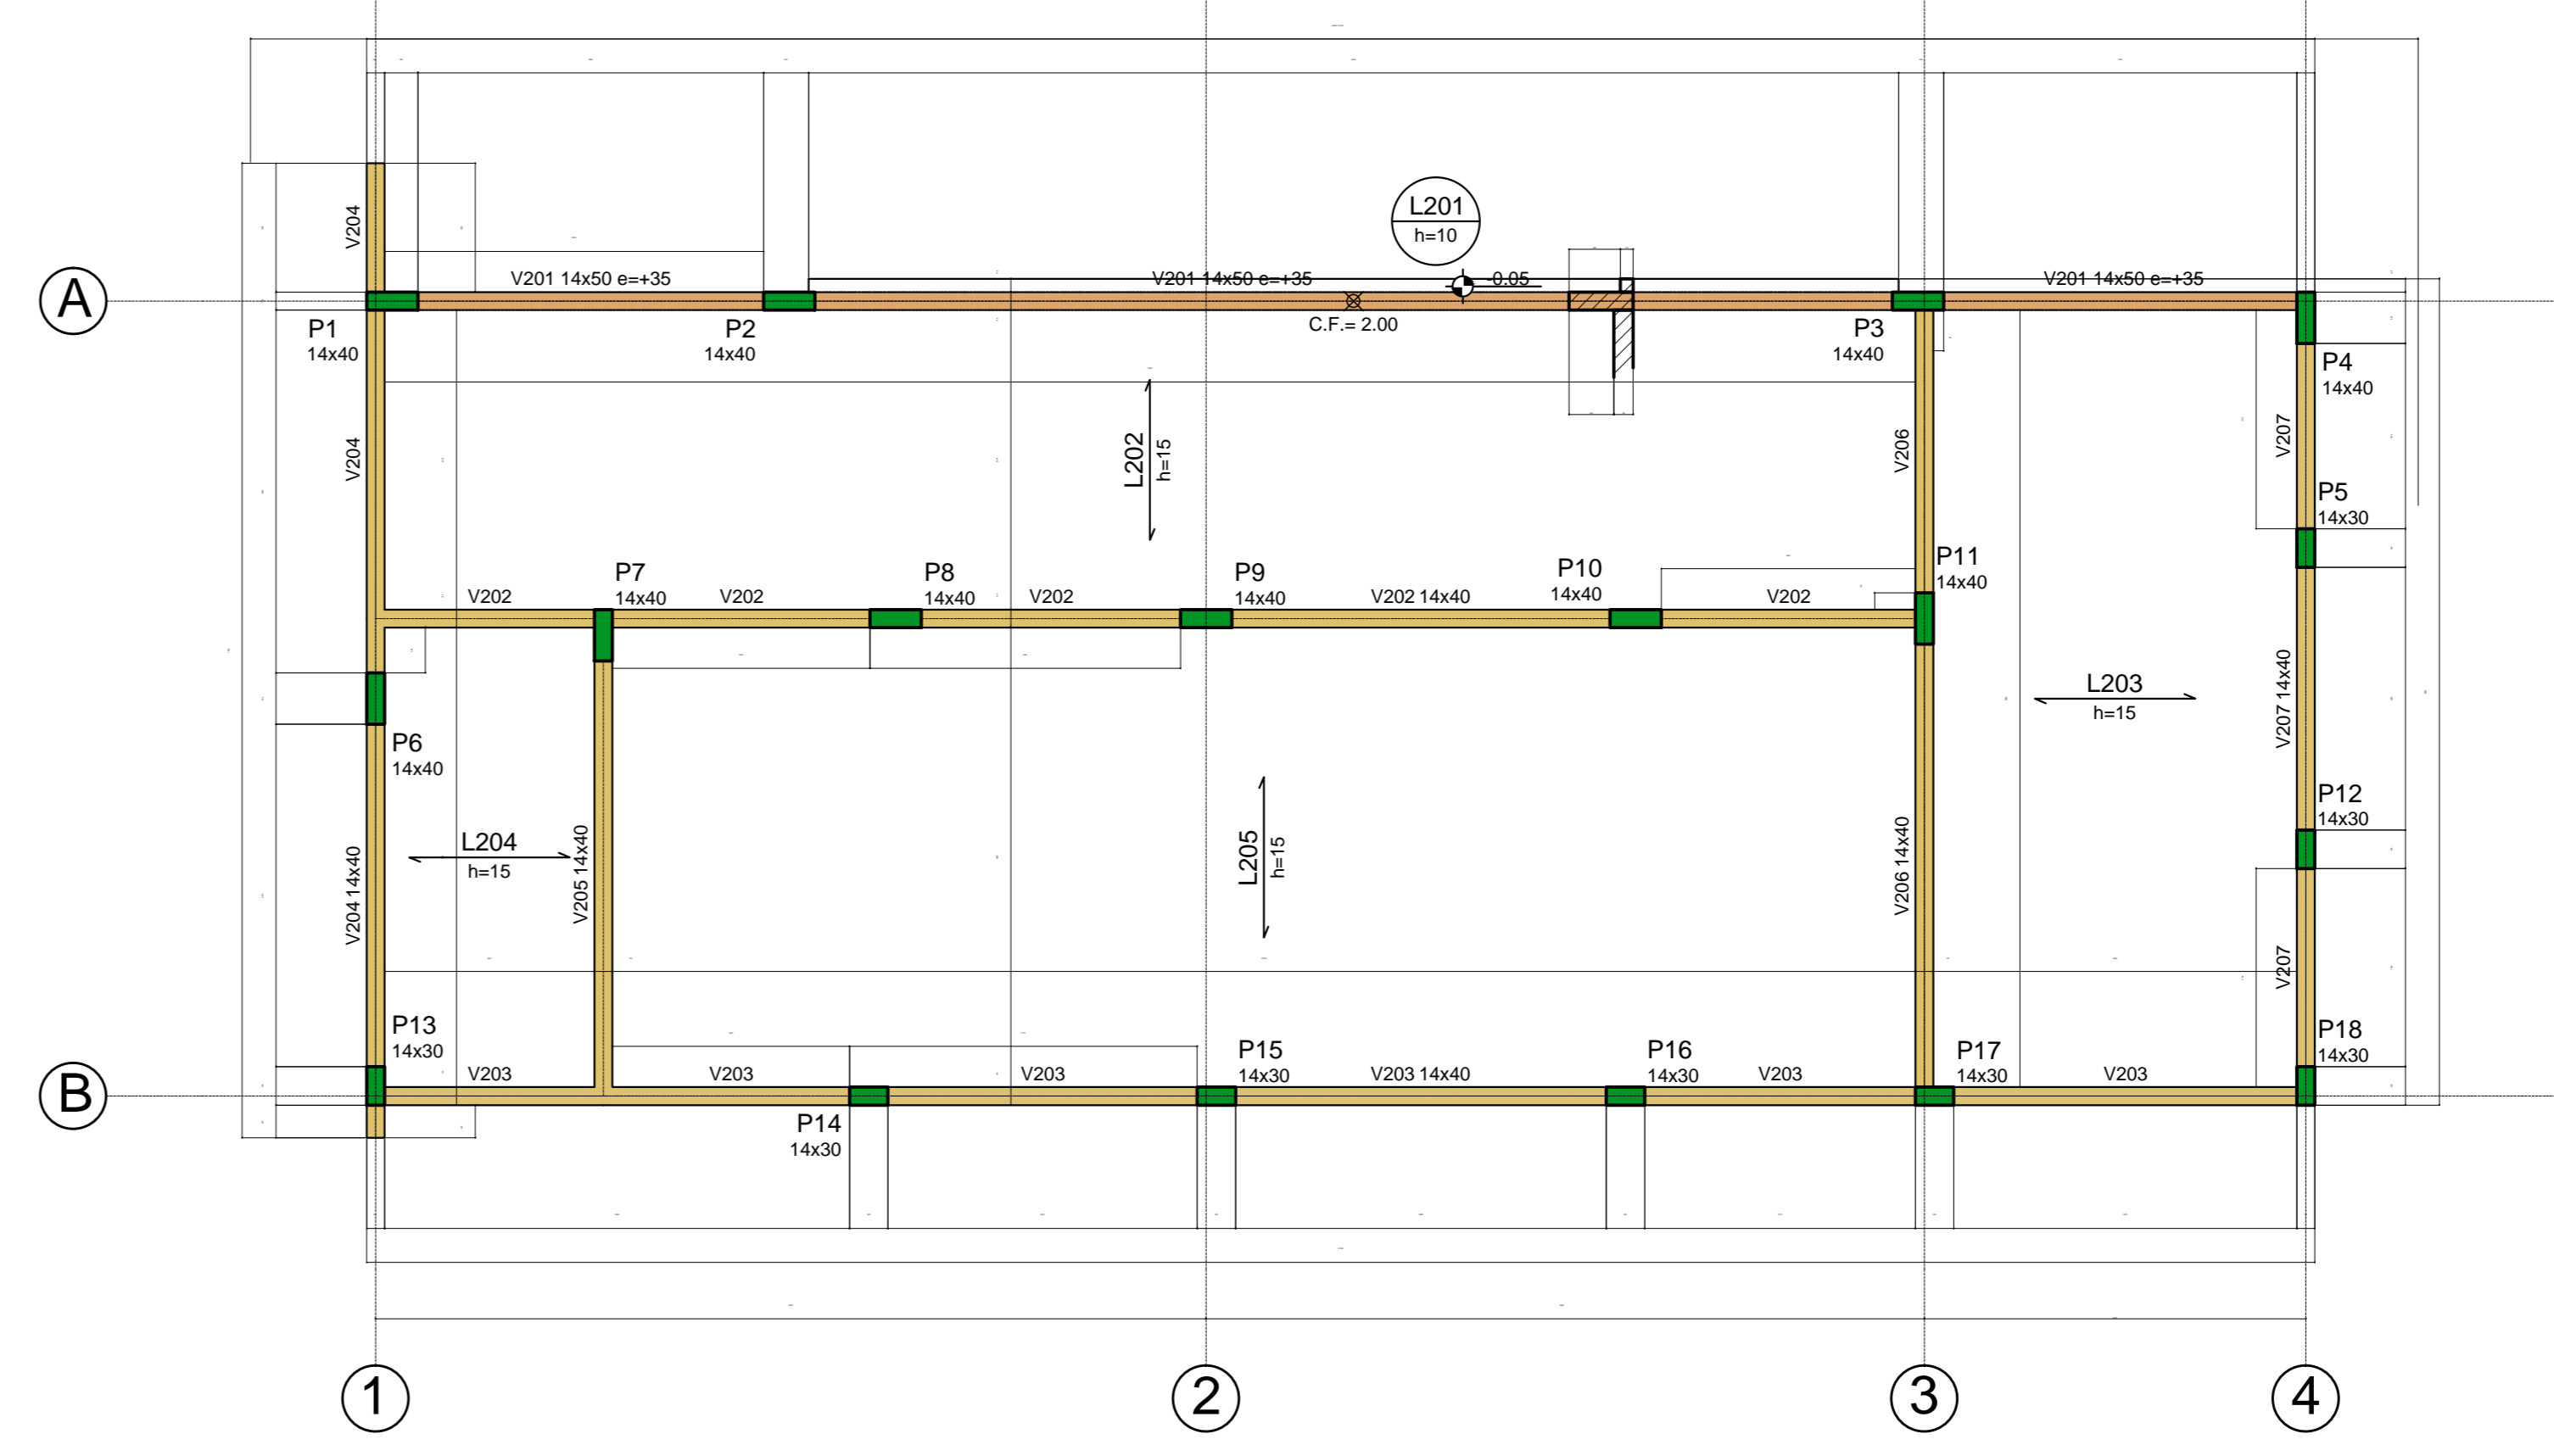 L201
h=10
V204
V201 14x50 e=+35
V201 14x50 e=+35
-0.05
V201 14x50 e=+35
A
P1
14x40
P2
14x40
C.F.= 2.00
P3
14x40
P4
14x40
V204
L202
h=15
V206
V207
P5
14x30
V202
P7
14x40
V202
P8
14x40
V202
P9
14x40
V202 14x40
P10
14x40
V202
P11
14x40
P6
14x40
L203
h=15
V207 14x40
P12
14x30
V204 14x40
L204
h=15
V205 14x40
L205
h=15
V206 14x40
V207
P13
14x30
V203
V203
V203
P15
14x30
V203 14x40
P16
14x30
V203
P17
14x30
V203
P18
14x30
B
P14
14x30
1
2
3
4